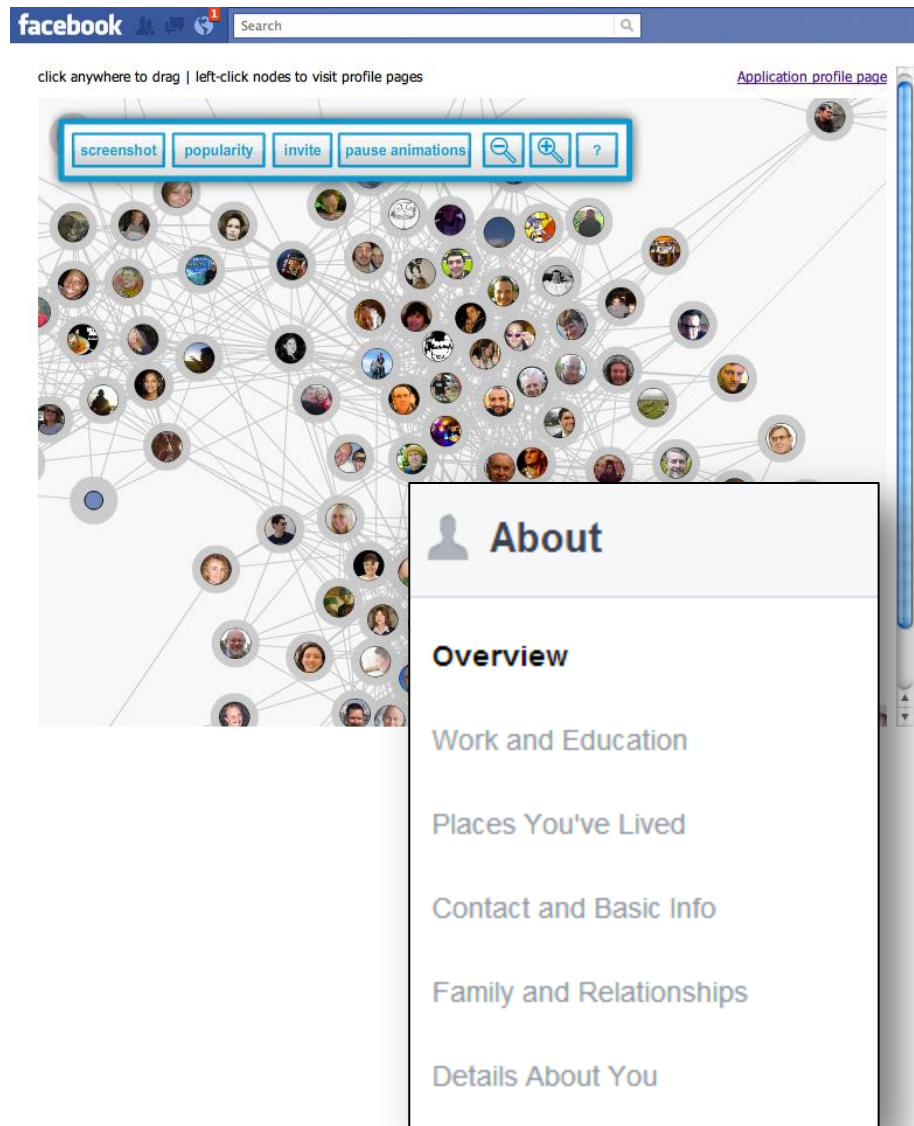 facebook 1 Search
click anywhere to drag | left-click nodes to visit profile pages Application profile page
screenshot popularity invite pause animations ?
About
Overview
Work and Education
Places You've Lived
Contact and Basic Info
Family and Relationships
Details About You